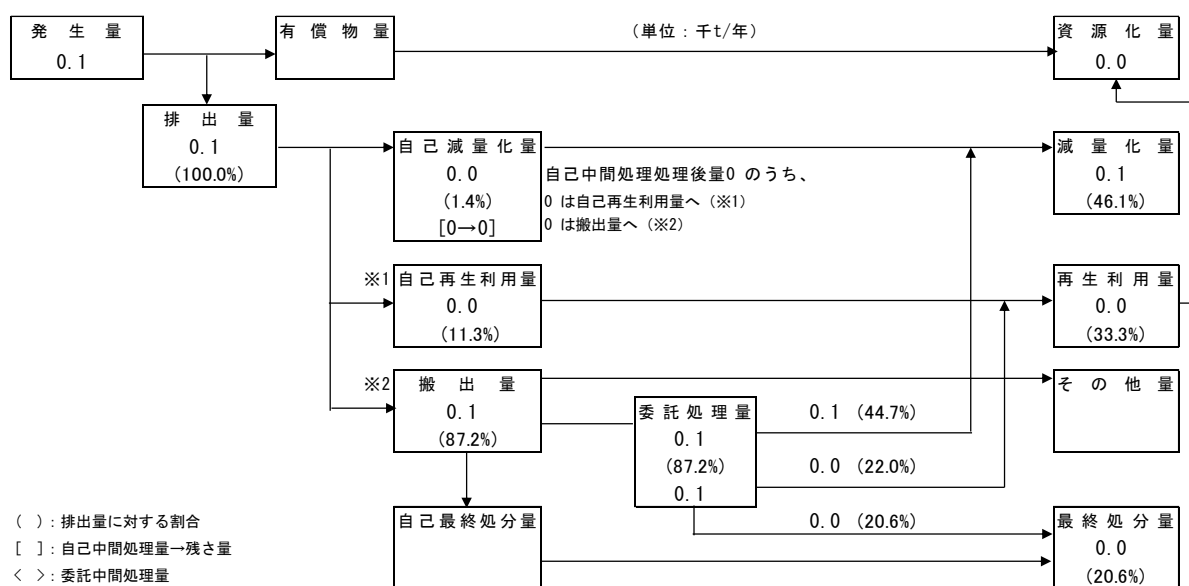 発生量
0.1
有償物量
(単位：千t/年)
資源化量
0.0
排出量
0.1
(100.0%)
自己減量化量
0.0
(1.4%)
[0→0]
自己中間処理処理後量0 のうち、
0 は自己再生利用量へ（※1）
0 は搬出量へ（※2）
減量化量
0.1
(46.1%)
※1
自己再生利用量
0.0
(11.3%)
再生利用量
0.0
(33.3%)
※2
搬出量
0.1
(87.2%)
その他量
委託処理量
0.1
(87.2%)
0.1
0.1 (44.7%)
0.0 (22.0%)
0.0 (20.6%)
自己最終処分量
最終処分量
0.0
(20.6%)
( )：排出量に対する割合
[ ]：自己中間処理量→残さ量
< >：委託中間処理量